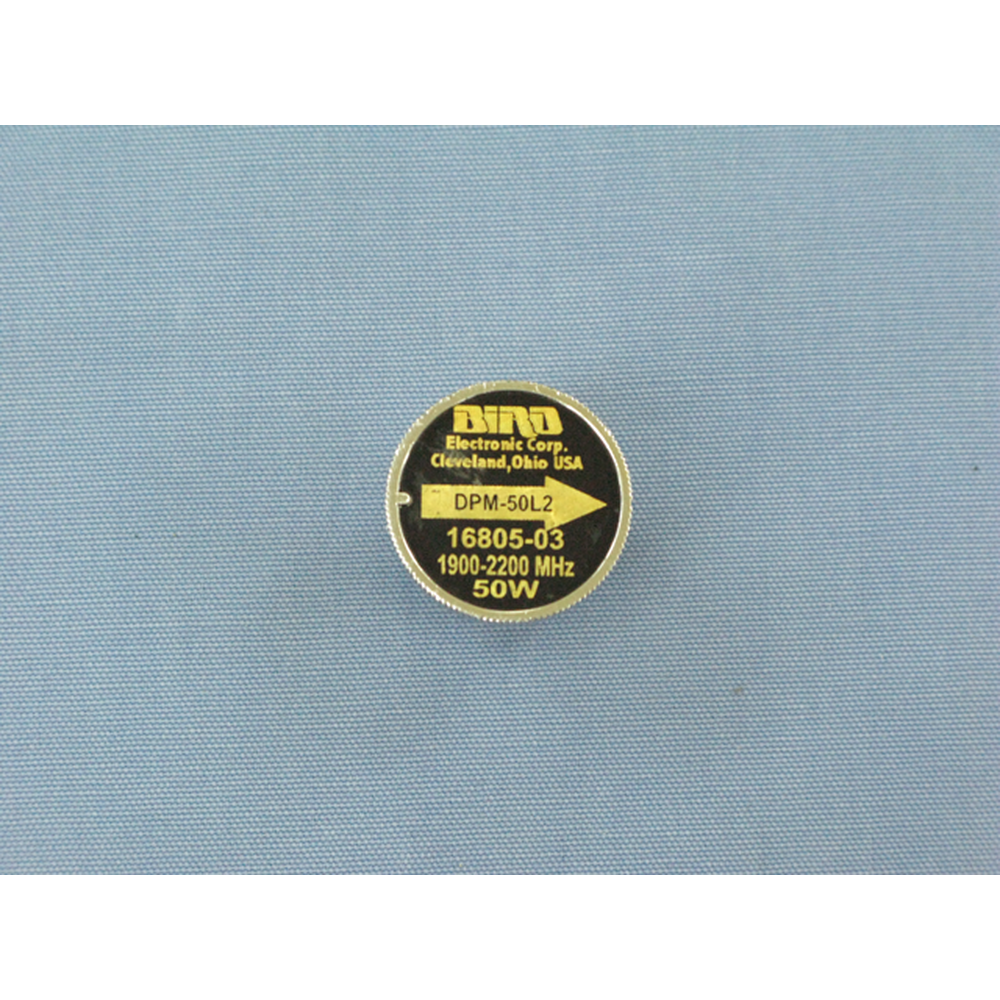 BIRD
Electronic Corp.
Cleveland, Ohio USA
DPM-50L2
16805-03
1900-2200 MHz
50W